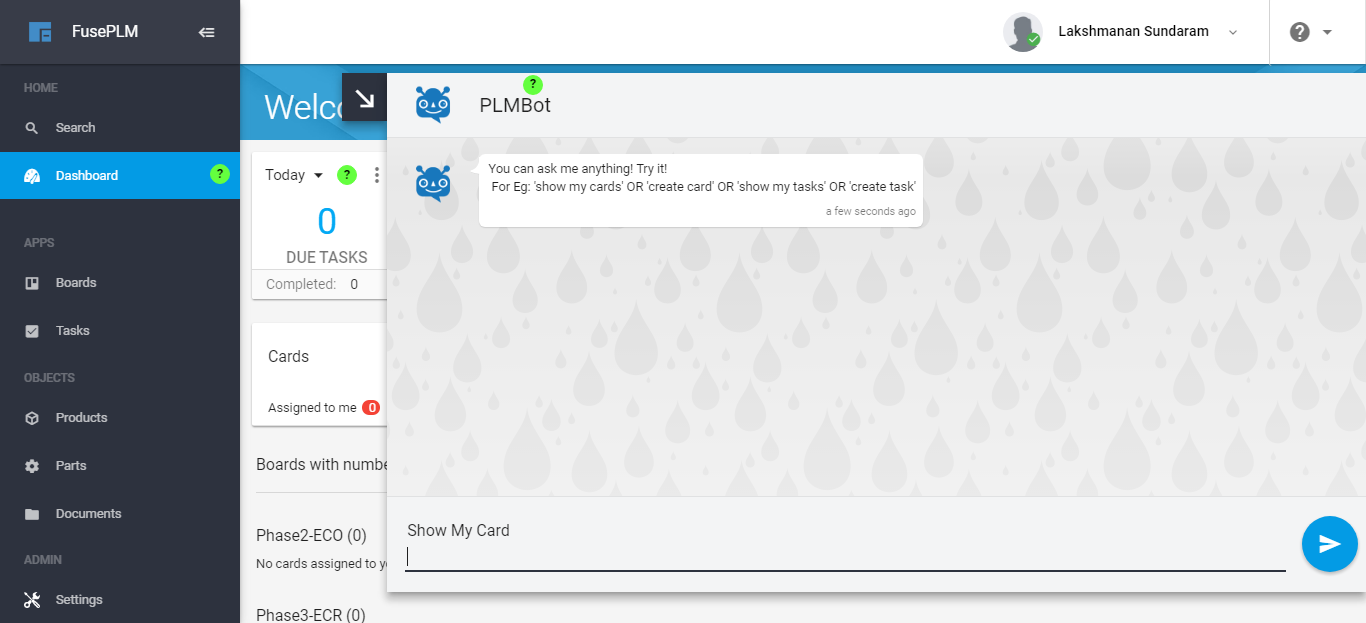 FusePLM
Lakshmanan Sundaram
?
HOME
Search
Dashboard
?
APPS
Boards
Tasks
OBJECTS
Products
Parts
Documents
ADMIN
Settings
Welco
Today
?
0
DUE TASKS
Completed: 0
Cards
Assigned to me 0
Boards with numbe
Phase2-ECO (0)
No cards assigned to y
Phase3-ECR (0)
?
PLMBot
You can ask me anything! Try it!
For Eg: 'show my cards' OR 'create card' OR 'show my tasks' OR 'create task'
a few seconds ago
Show My Card